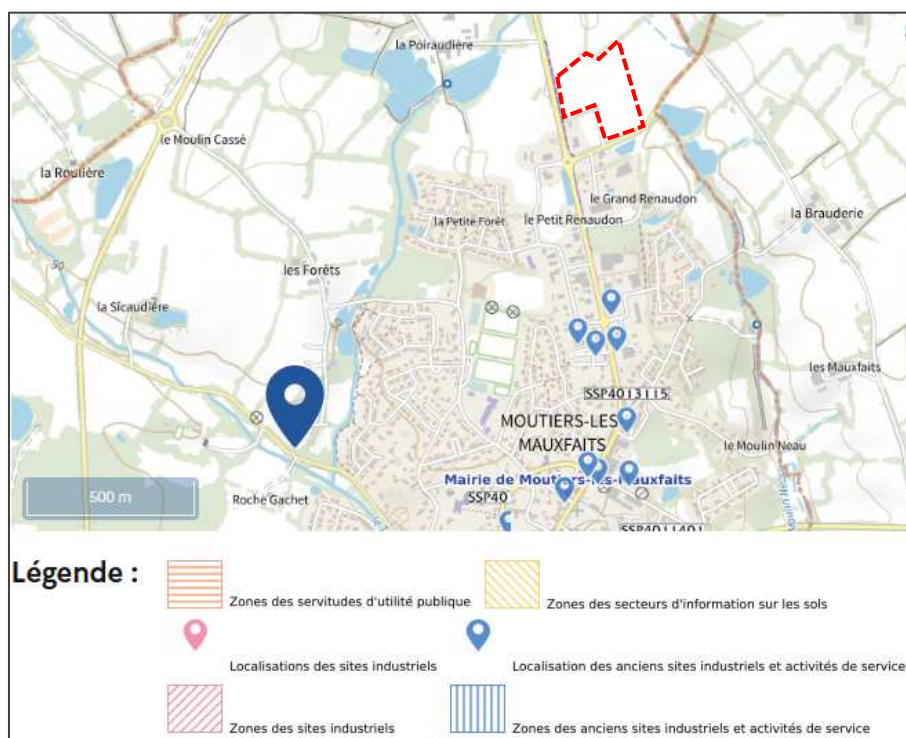 la Poiraudière
le Moulin Cassé
la Roulière
le Grand Renaudon
la Brauderie
la Petite Forêt
le Petit Renaudon
les Forêts
la Sicaudière
les Mauxfaits
SSP4013115
MOUTIERS-LES
MAUXFAITS
le Moulin Neau
Mairie de Moutiers-les-Mauxfaits
500 m
Roche Gachet
SSP40
SSP4011401
Légende :
Zones des servitudes d'utilité publique
Zones des secteurs d'information sur les sols
Localisations des sites industriels
Localisation des anciens sites industriels et activités de service
Zones des sites industriels
Zones des anciens sites industriels et activités de service